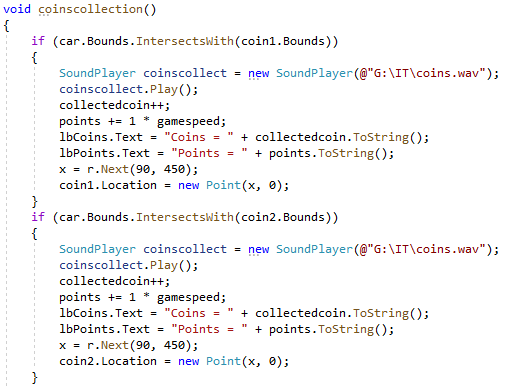 void coinscollection()
{
    if (car.Bounds.IntersectsWith(coin1.Bounds))
    {
        SoundPlayer coinscollect = new SoundPlayer(@"G:\IT\coins.wav");
        coinscollect.Play();
        collectedcoin++;
        points += 1 * gamespeed;
        lbCoins.Text = "Coins = " + collectedcoin.ToString();
        lbPoints.Text = "Points = " + points.ToString();
        x = r.Next(90, 450);
        coin1.Location = new Point(x, 0);
    }
    if (car.Bounds.IntersectsWith(coin2.Bounds))
    {
        SoundPlayer coinscollect = new SoundPlayer(@"G:\IT\coins.wav");
        coinscollect.Play();
        collectedcoin++;
        points += 1 * gamespeed;
        lbCoins.Text = "Coins = " + collectedcoin.ToString();
        lbPoints.Text = "Points = " + points.ToString();
        x = r.Next(90, 450);
        coin2.Location = new Point(x, 0);
    }